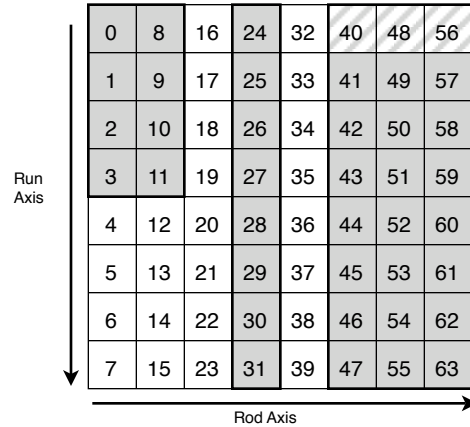 0 8 16 24 32 40 48 56
1 9 17 25 33 41 49 57
2 10 18 26 34 42 50 58
3 11 19 27 35 43 51 59
4 12 20 28 36 44 52 60
5 13 21 29 37 45 53 61
6 14 22 30 38 46 54 62
7 15 23 31 39 47 55 63
Run
Axis
Rod Axis